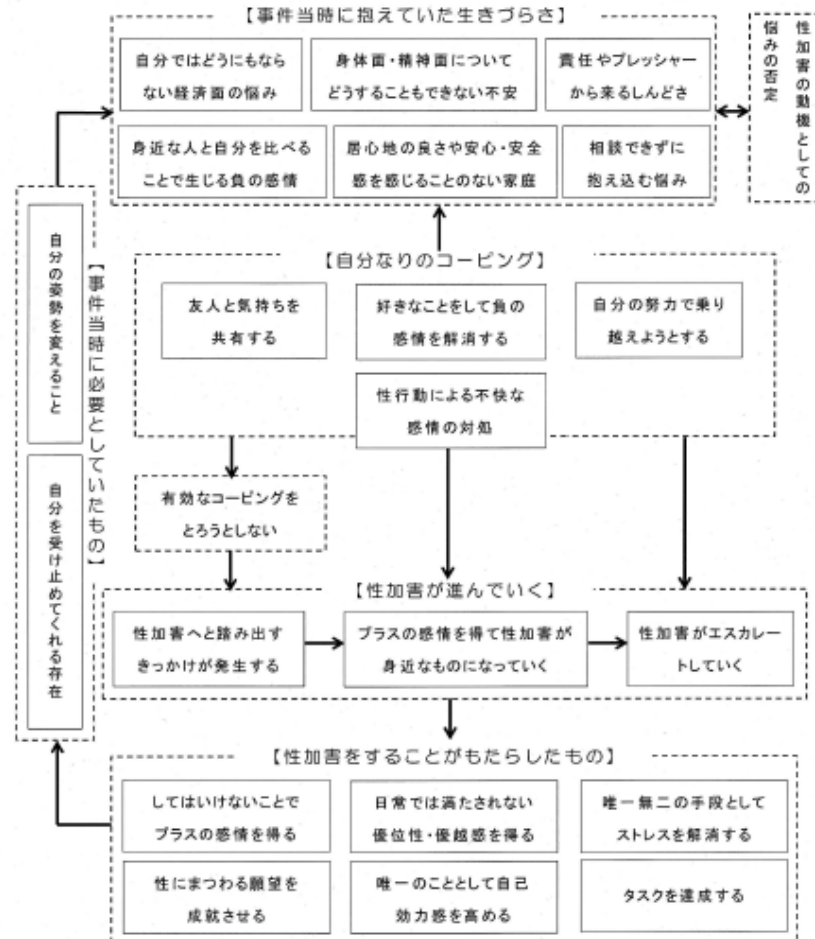 【事件当時に抱えていた生きづらさ】
自分ではどうにもなら
ない経済面の悩み
身体面・精神面について
どうすることもできない不安
責任やプレッシャー
から来るしんどさ
身近な人と自分を比べる
ことで生じる負の感情
居心地の良さや安心・安全
感を感じることのない家庭
相談できずに
抱え込む悩み
性加害の動機としての
悩みの否定
【自分なりのコーピング】
友人と気持ちを
共有する
好きなことをして負の
感情を解消する
自分の努力で乗り
越えようとする
性行動による不快な
感情の対処
【事件当時に必要としていたもの】
自分の姿勢を変えること
自分を受け止めてくれる存在
有効なコーピングを
とろうとしない
【性加害が進んでいく】
性加害へと踏み出す
きっかけが発生する
プラスの感情を得て性加害が
身近なものになっていく
性加害がエスカレー
トしていく
【性加害をすることがもたらしたもの】
してはいけないことで
プラスの感情を得る
日常では満たされない
優位性・優越感を得る
唯一無二の手段として
ストレスを解消する
性にまつわる願望を
成就させる
唯一のこととして自己
効力感を高める
タスクを達成する